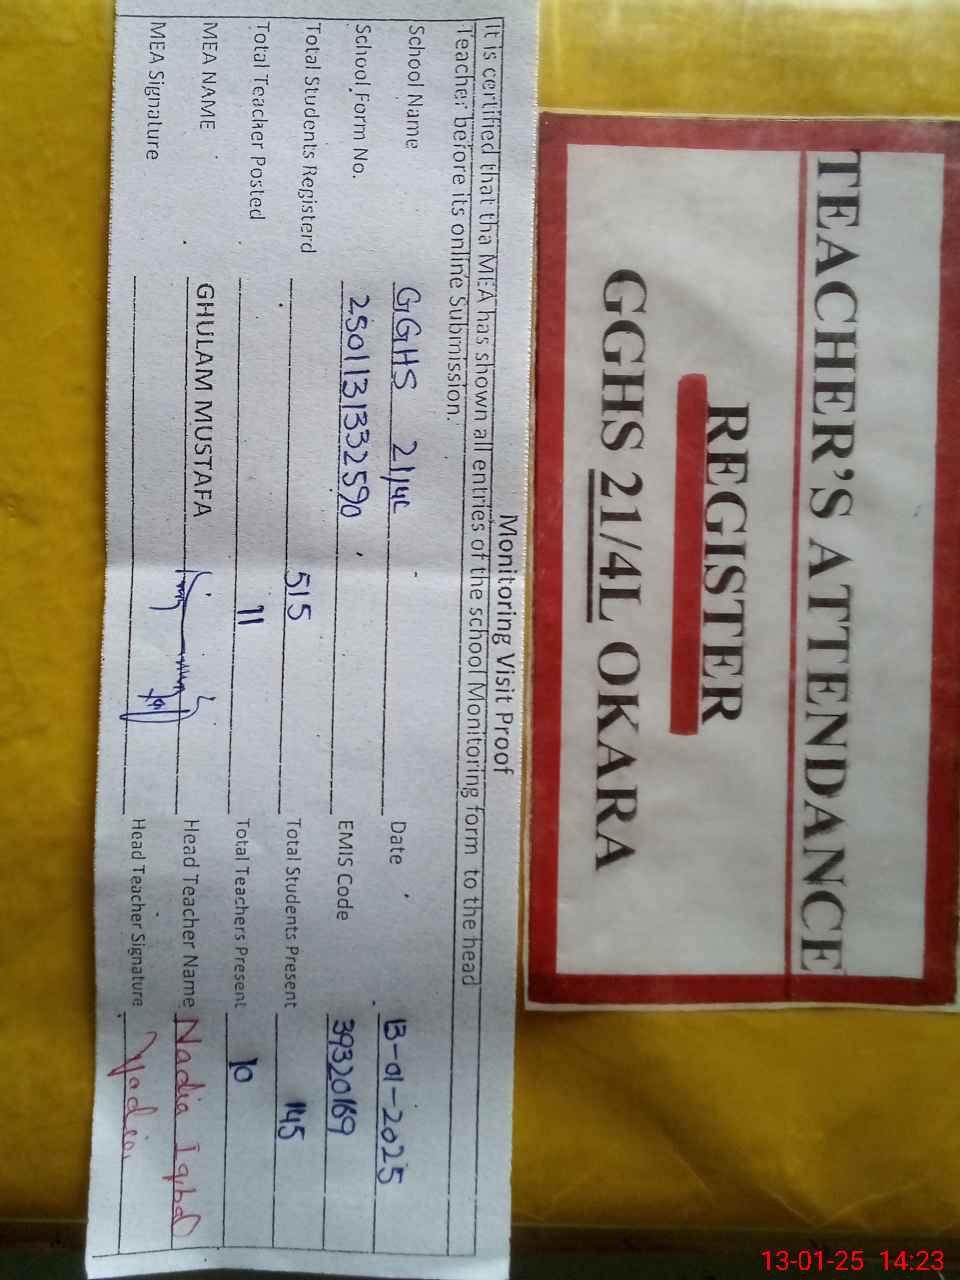 TEACHER'S ATTENDANCE
REGISTER
GGHS 21/4L OKARA
Monitoring Visit Proof
It is certified that tha MEA has shown all entries of the school Monitoring form to the head
Teacher before its online Submission.
School Name GGHS 21/4L Date 13-01-2025
School Form No. 2501131332590 EMIS Code 39320169
Total Students Registerd 515 Total Students Present 145
Total Teacher Posted 11 Total Teachers Present 10
MEA NAME GHULAM MUSTAFA Head Teacher Name Nadia Iqbal
MEA Signature Head Teacher Signature Nadia
13-01-25 14:23